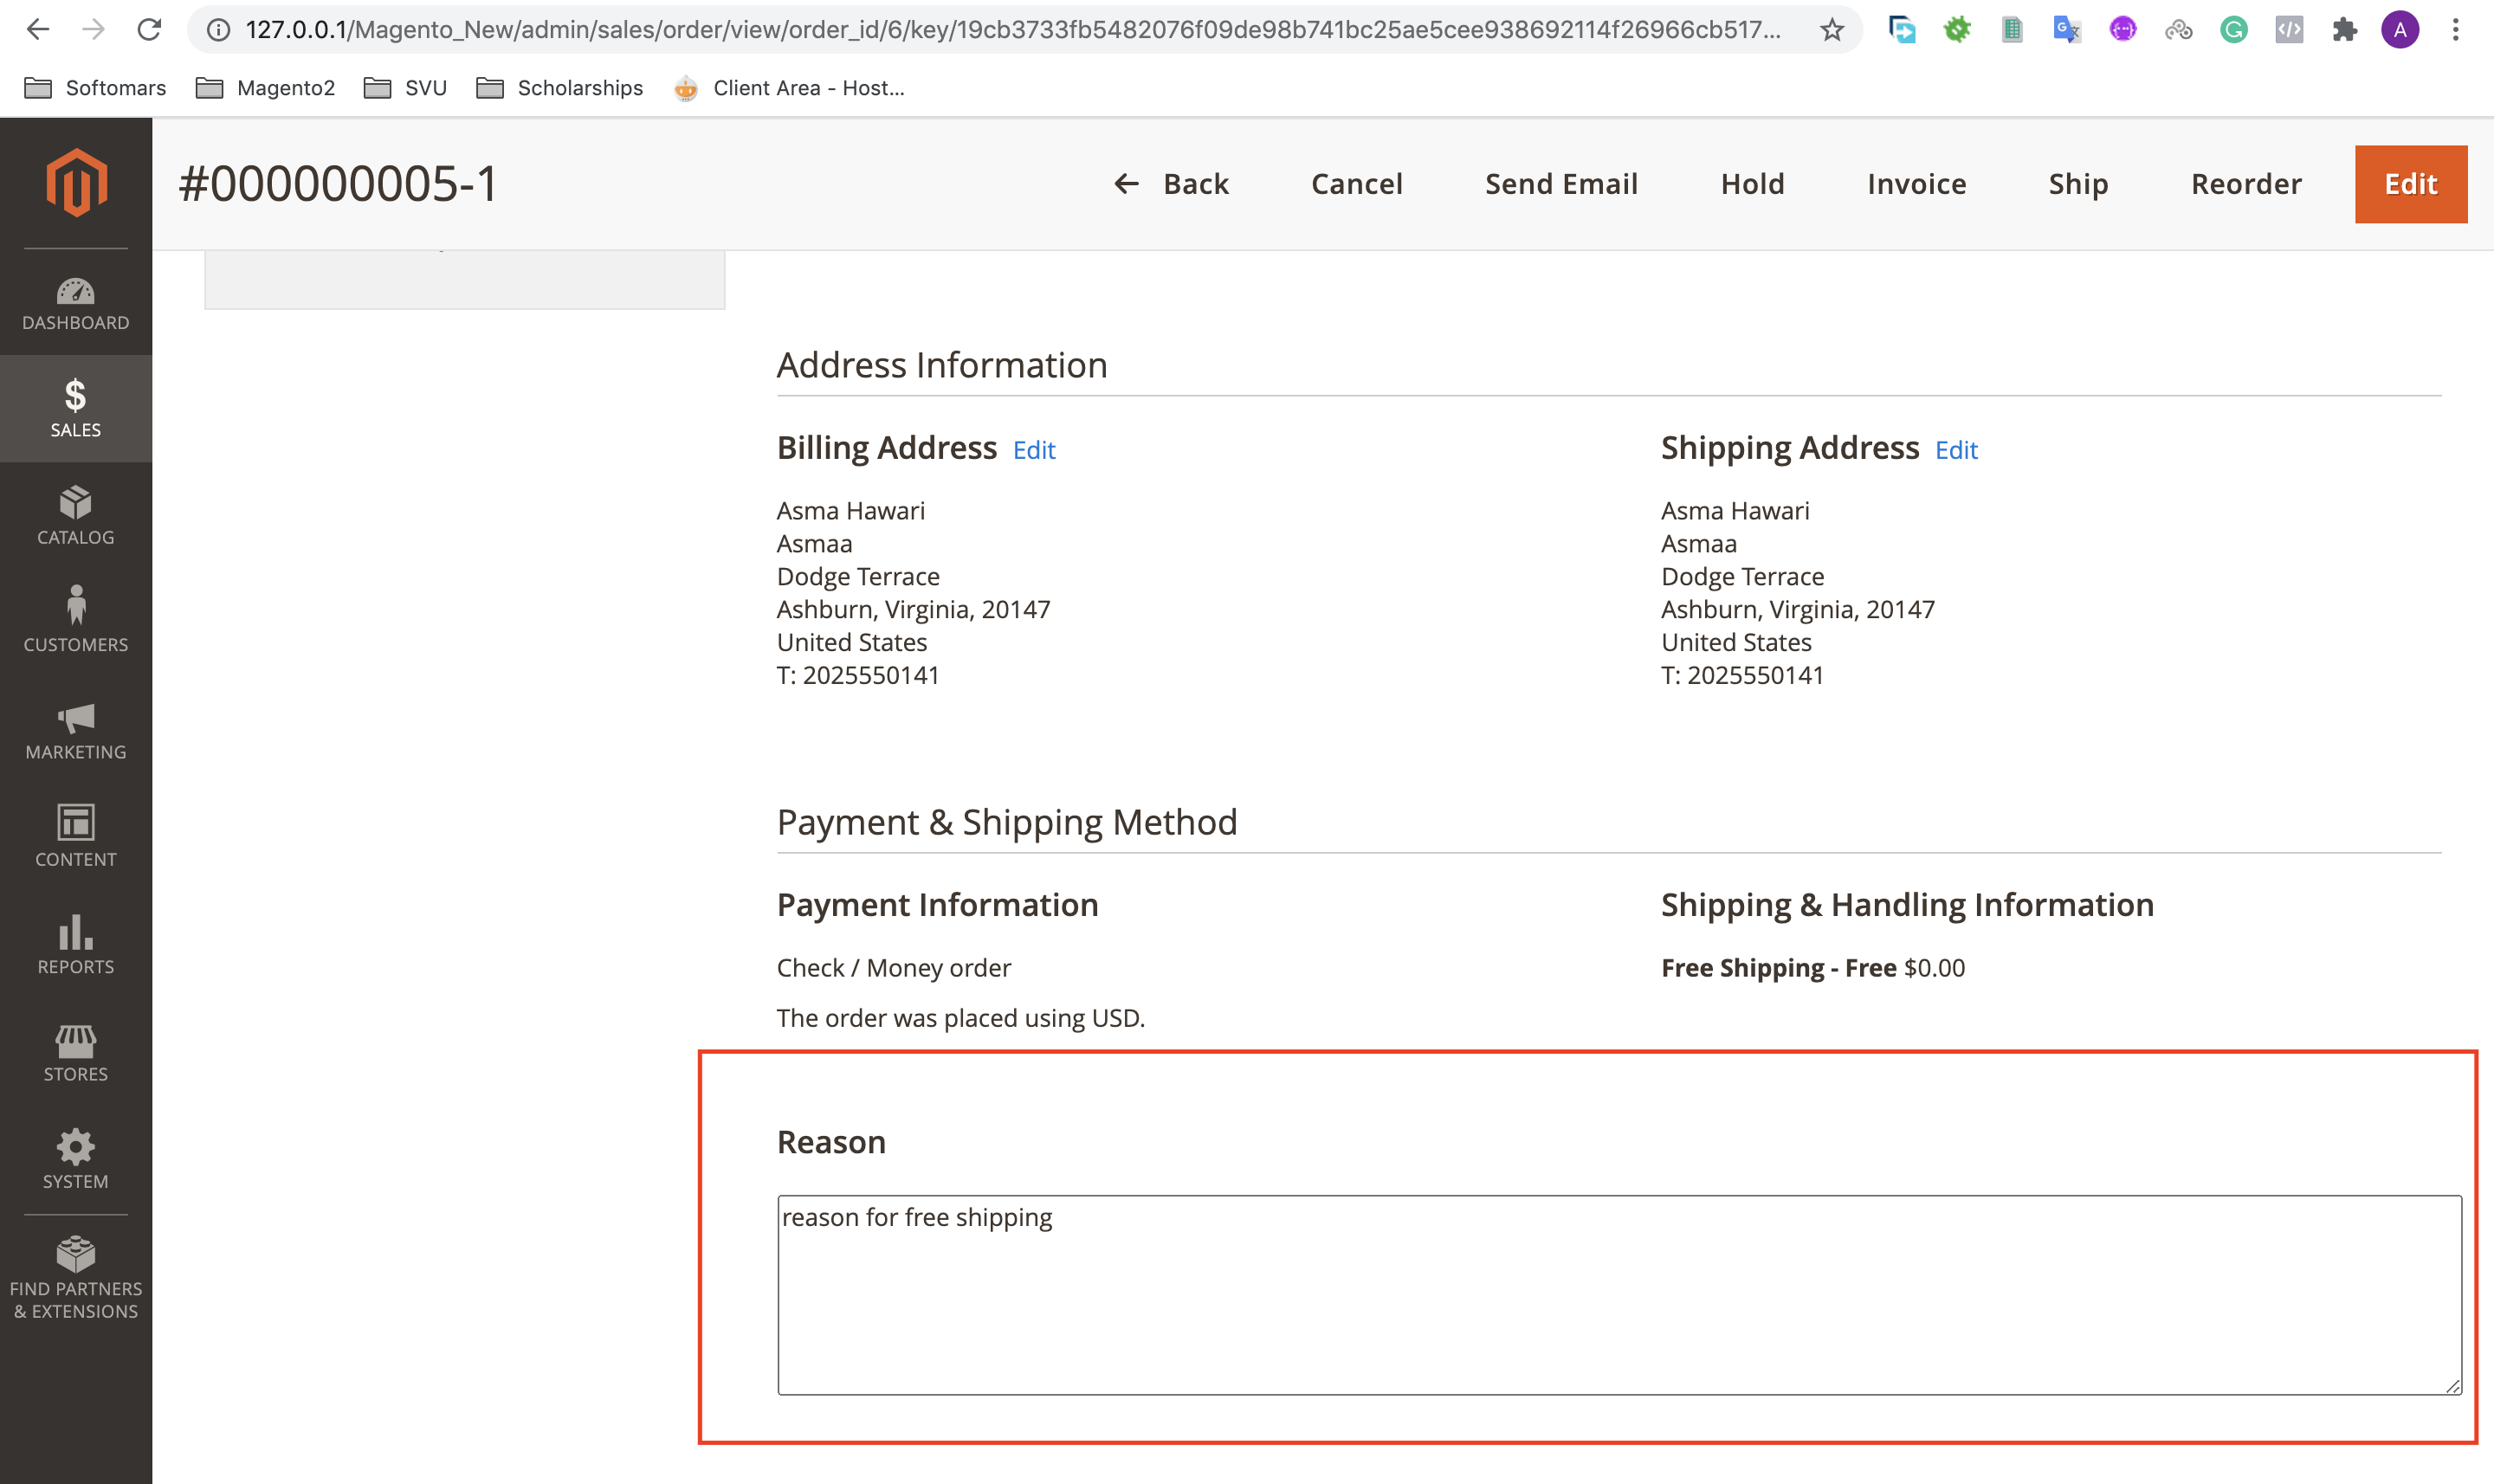 127.0.0.1/Magento_New/admin/sales/order/view/order_id/6/key/19cb3733fb5482076f09de98b741bc25ae5cee938692114f26966cb517...
A
Softomars
Magento2
SVU
Scholarships
Client Area - Host...
#000000005-1
Back
Cancel
Send Email
Hold
Invoice
Ship
Reorder
Edit
DASHBOARD
$
SALES
CATALOG
CUSTOMERS
MARKETING
CONTENT
REPORTS
STORES
SYSTEM
FIND PARTNERS
& EXTENSIONS
Address Information
Billing Address Edit
Asma Hawari
Asmaa
Dodge Terrace
Ashburn, Virginia, 20147
United States
T: 2025550141
Shipping Address Edit
Asma Hawari
Asmaa
Dodge Terrace
Ashburn, Virginia, 20147
United States
T: 2025550141
Payment & Shipping Method
Payment Information
Check / Money order
The order was placed using USD.
Shipping & Handling Information
Free Shipping - Free $0.00
Reason
reason for free shipping